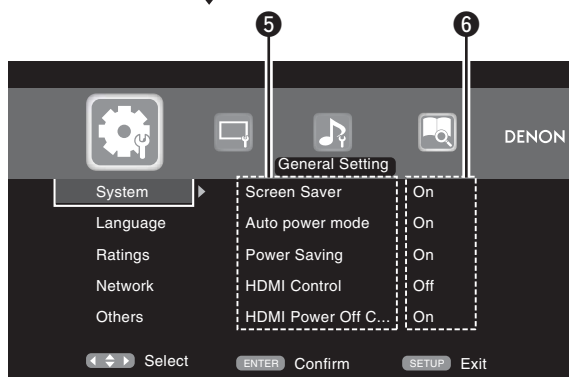 5 6
DENON
General Setting
System Screen Saver On
Language Auto power mode On
Ratings Power Saving On
Network HDMI Control Off
Others HDMI Power Off C... On
Select ENTER Confirm SETUP Exit